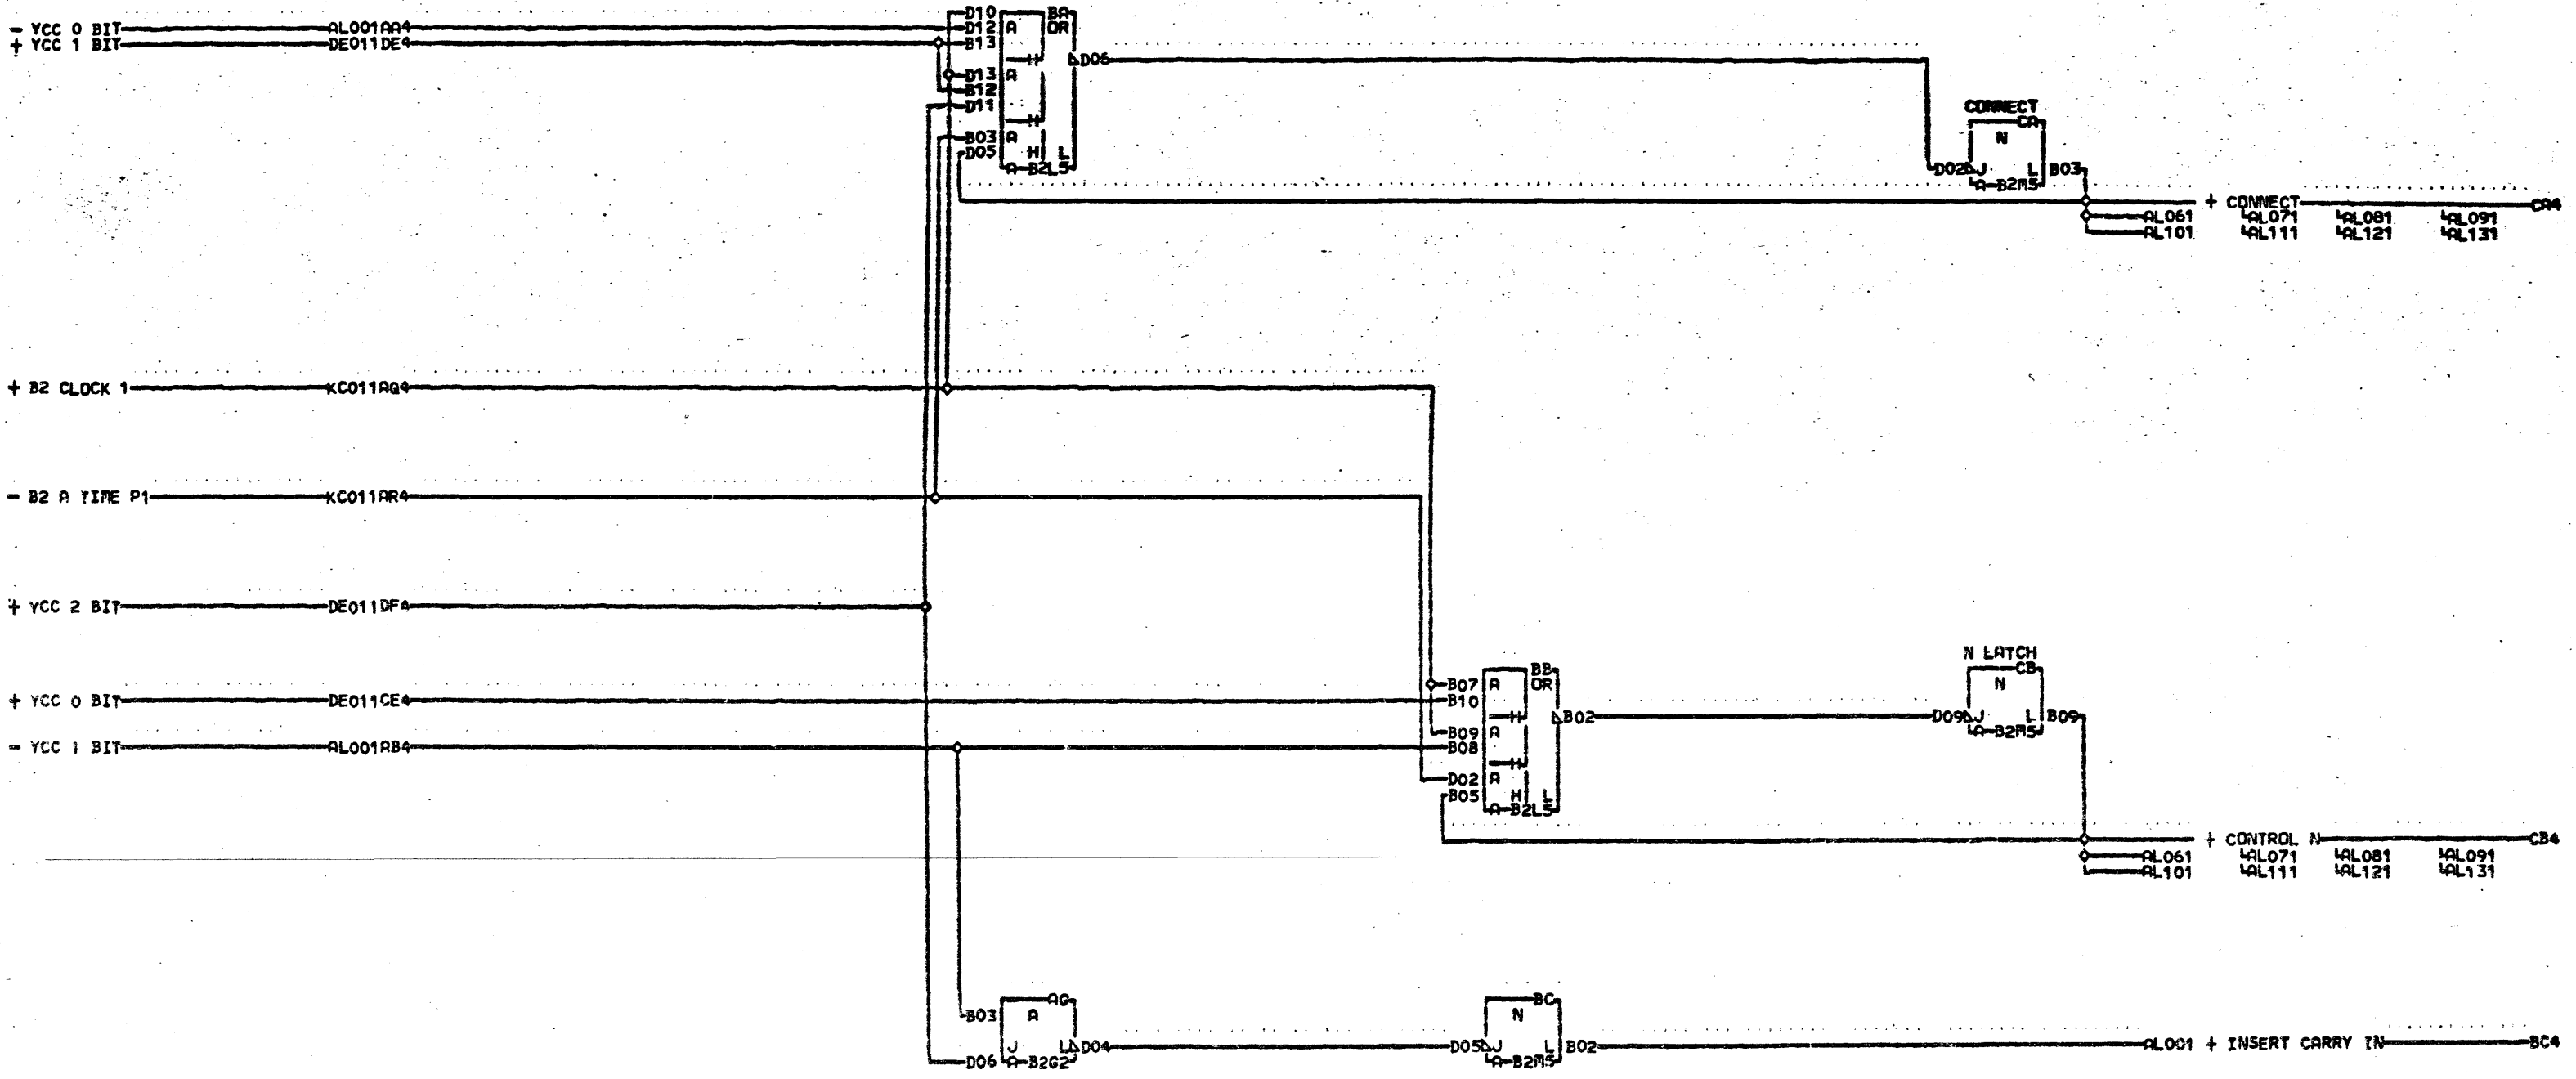 D10 BA
- YCC 0 BIT AL001AA4 D12 A OR
+ YCC 1 BIT DE011DE4 B13
H D06
D13 A
B12
D11
H
B03 A
D05 H L
A B2L5
CONNECT
CA
N
D02 J L B03
A B2M5
+ CONNECT CA4
AL061 AL071 AL081 AL091
AL101 AL111 AL121 AL131
+ B2 CLOCK 1 KC011AQ4
- B2 A TIME P1 KC011AR4
+ YCC 2 BIT DE011DF4
N LATCH
BB CB
B07 A OR N
+ YCC 0 BIT DE011CE4 B10
H B02 D09 J L B09
B09 A A B2M5
- YCC 1 BIT AL001AB4 B08
H
D02 A
B05 H L
A B2L5
+ CONTROL N CB4
AL061 AL071 AL081 AL091
AL101 AL111 AL121 AL131
AG BC
B03 A N
J L D04 D05 J L B02 AL001 + INSERT CARRY IN BC4
D06 A B2G2 A B2M5